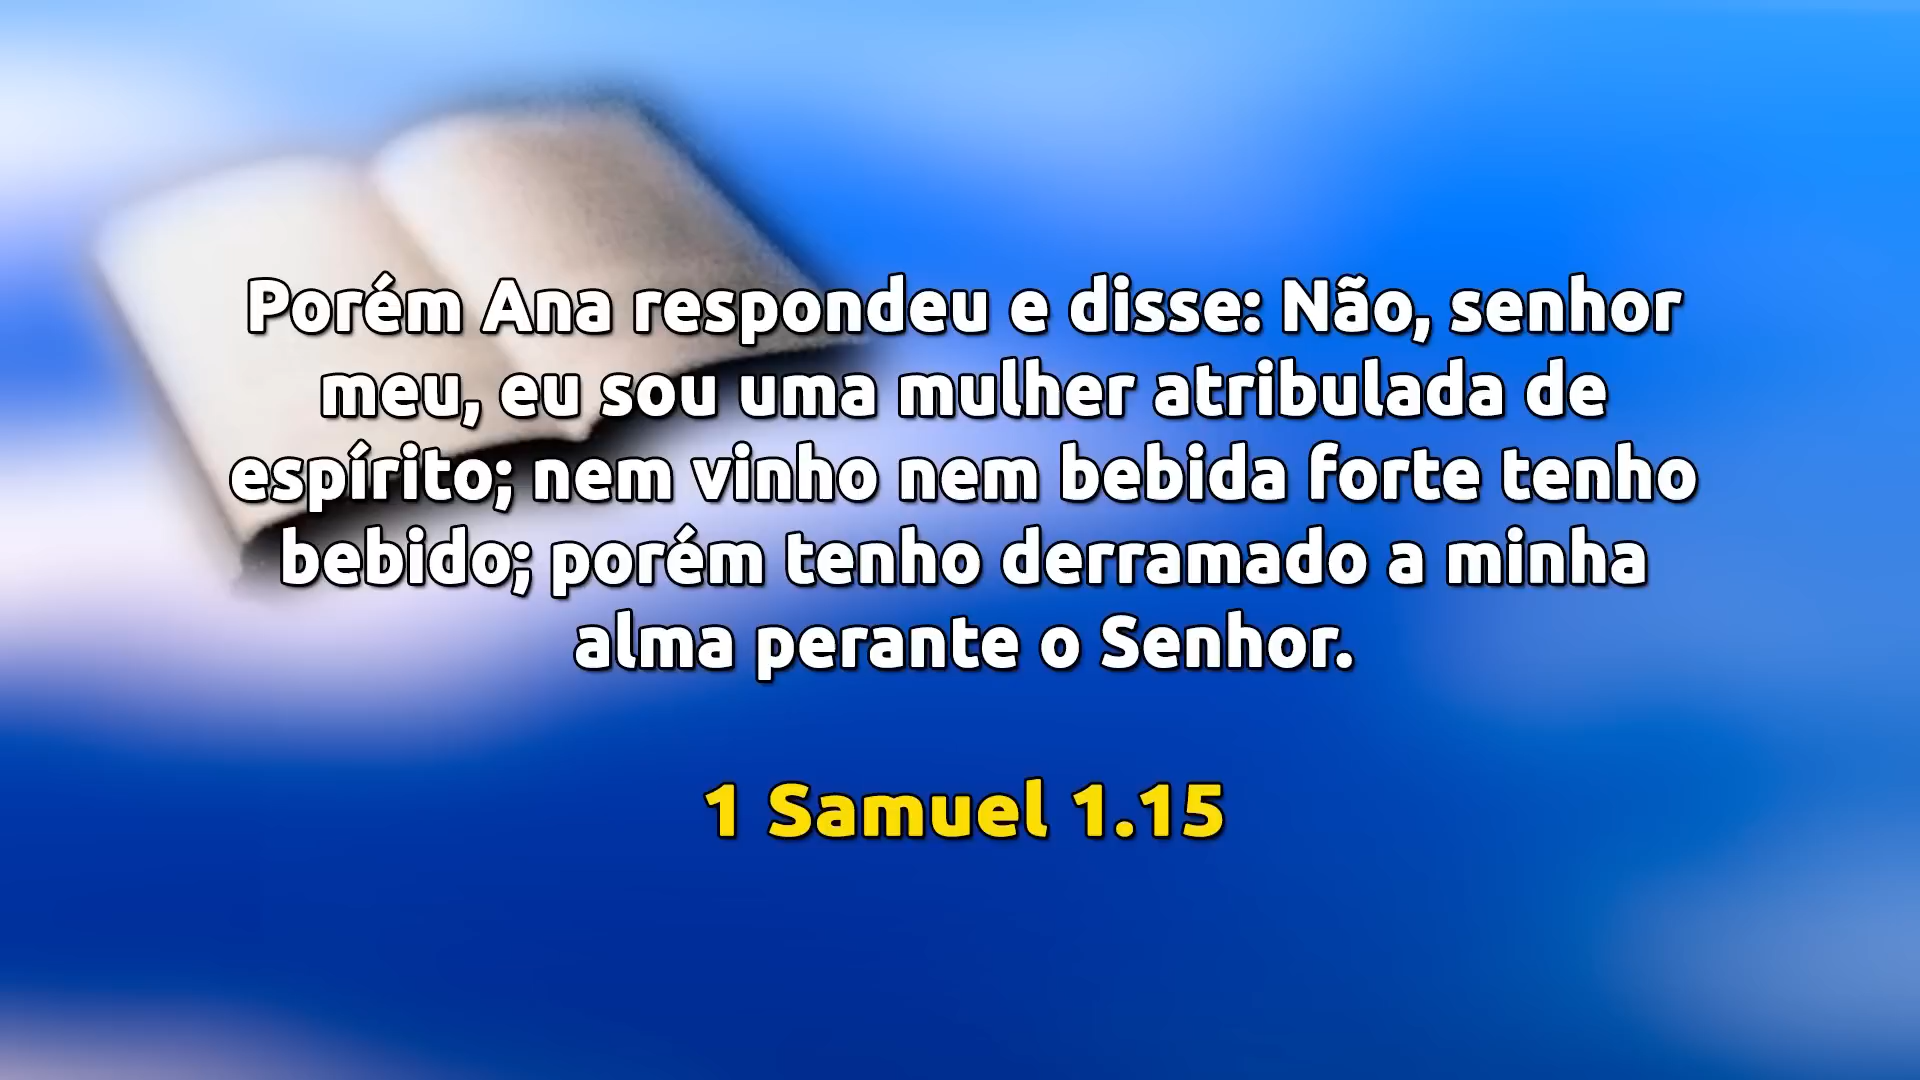 Porém Ana respondeu e disse: Não, senhor
meu, eu sou uma mulher atribulada de
espírito; nem vinho nem bebida forte tenho
bebido; porém tenho derramado a minha
alma perante o Senhor.
1 Samuel 1.15